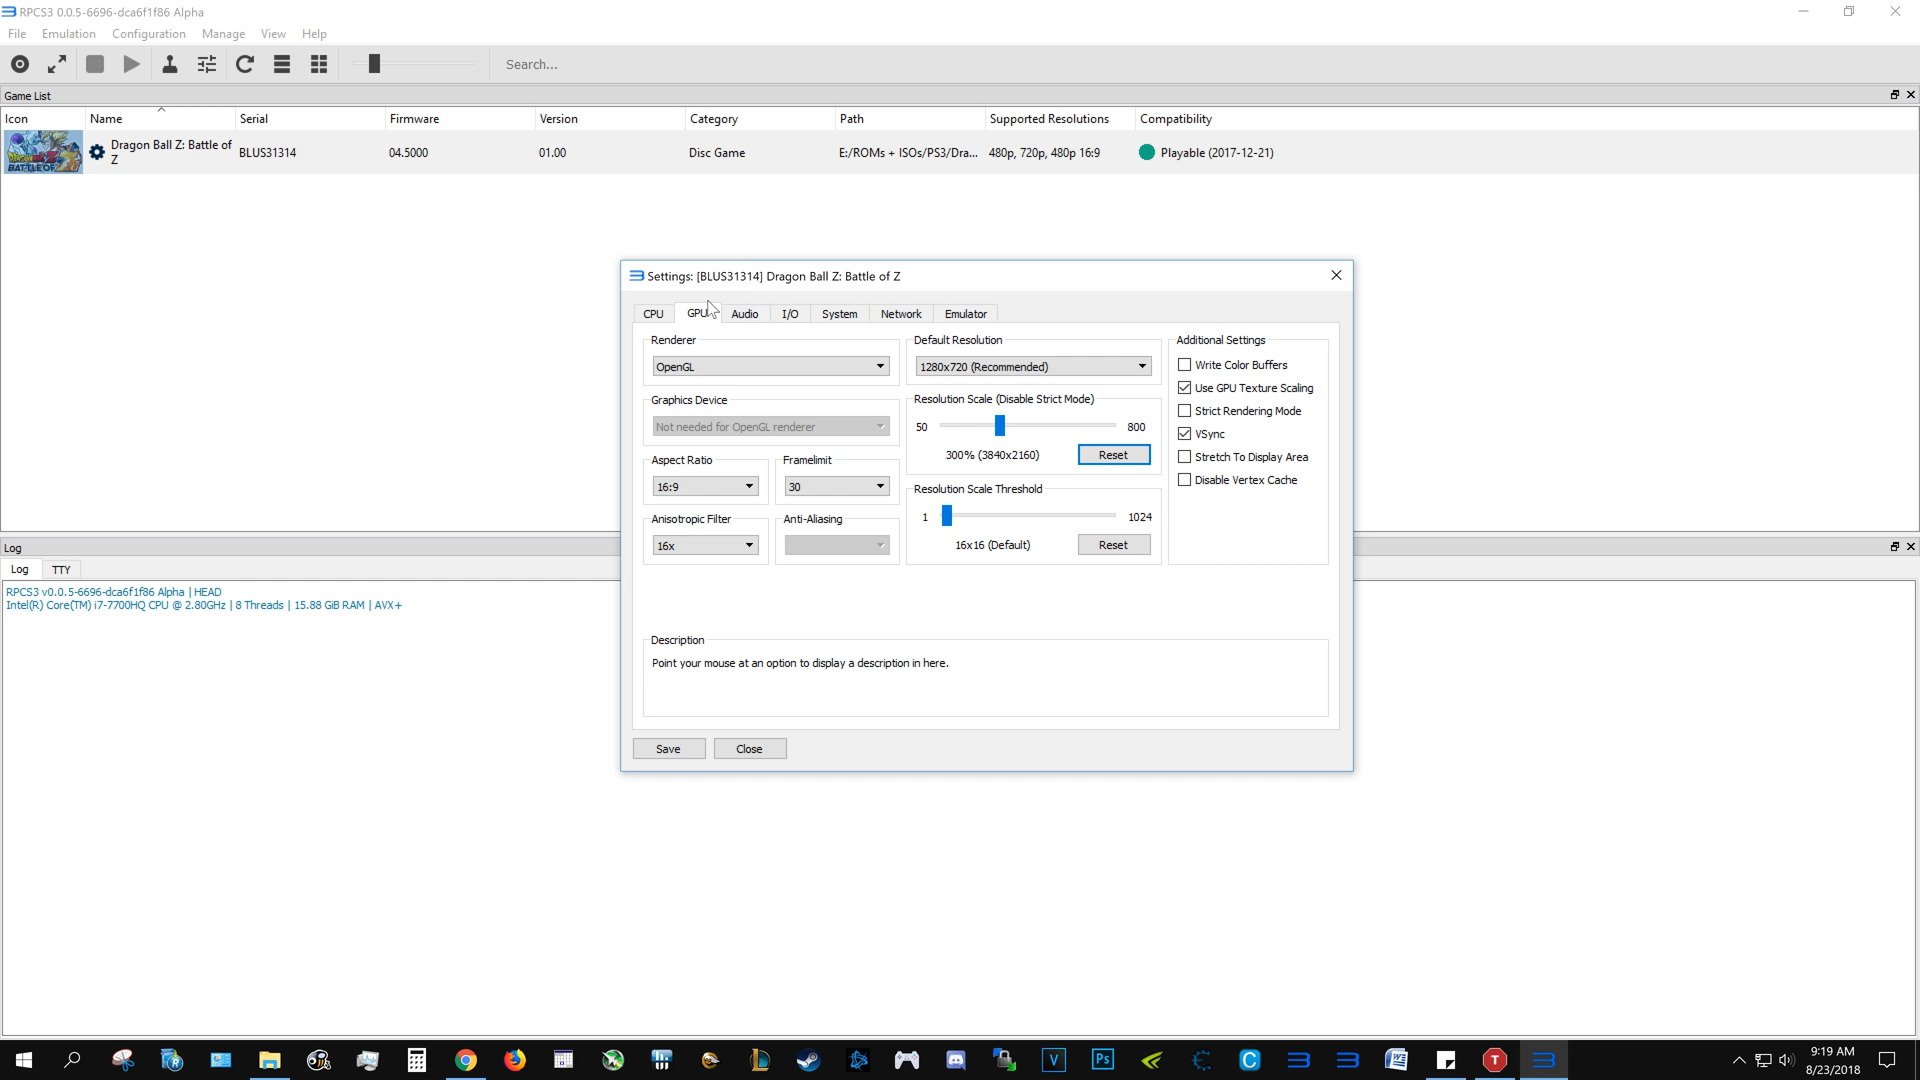 RPCS3 0.0.5-6696-dca6f1f86 Alpha
File Emulation Configuration Manage View Help
Search...
Game List
Icon Name Serial Firmware Version Category Path Supported Resolutions Compatibility
Dragon Ball Z: Battle of
Z
BLUS31314 04.5000 01.00 Disc Game E:/ROMs + ISOs/PS3/Dra... 480p, 720p, 480p 16:9 Playable (2017-12-21)
Settings: [BLUS31314] Dragon Ball Z: Battle of Z
CPU GPU Audio I/O System Network Emulator
Renderer
OpenGL
Graphics Device
Not needed for OpenGL renderer
Aspect Ratio
16:9
Framelimit
30
Anisotropic Filter
16x
Anti-Aliasing
Default Resolution
1280x720 (Recommended)
Resolution Scale (Disable Strict Mode)
50 800
300% (3840x2160) Reset
Resolution Scale Threshold
1 1024
16x16 (Default) Reset
Additional Settings
Write Color Buffers
Use GPU Texture Scaling
Strict Rendering Mode
VSync
Stretch To Display Area
Disable Vertex Cache
Description
Point your mouse at an option to display a description in here.
Save Close
Log
Log TTY
RPCS3 v0.0.5-6696-dca6f1f86 Alpha | HEAD
Intel(R) Core(TM) i7-7700HQ CPU @ 2.80GHz | 8 Threads | 15.88 GiB RAM | AVX+
9:19 AM
8/23/2018